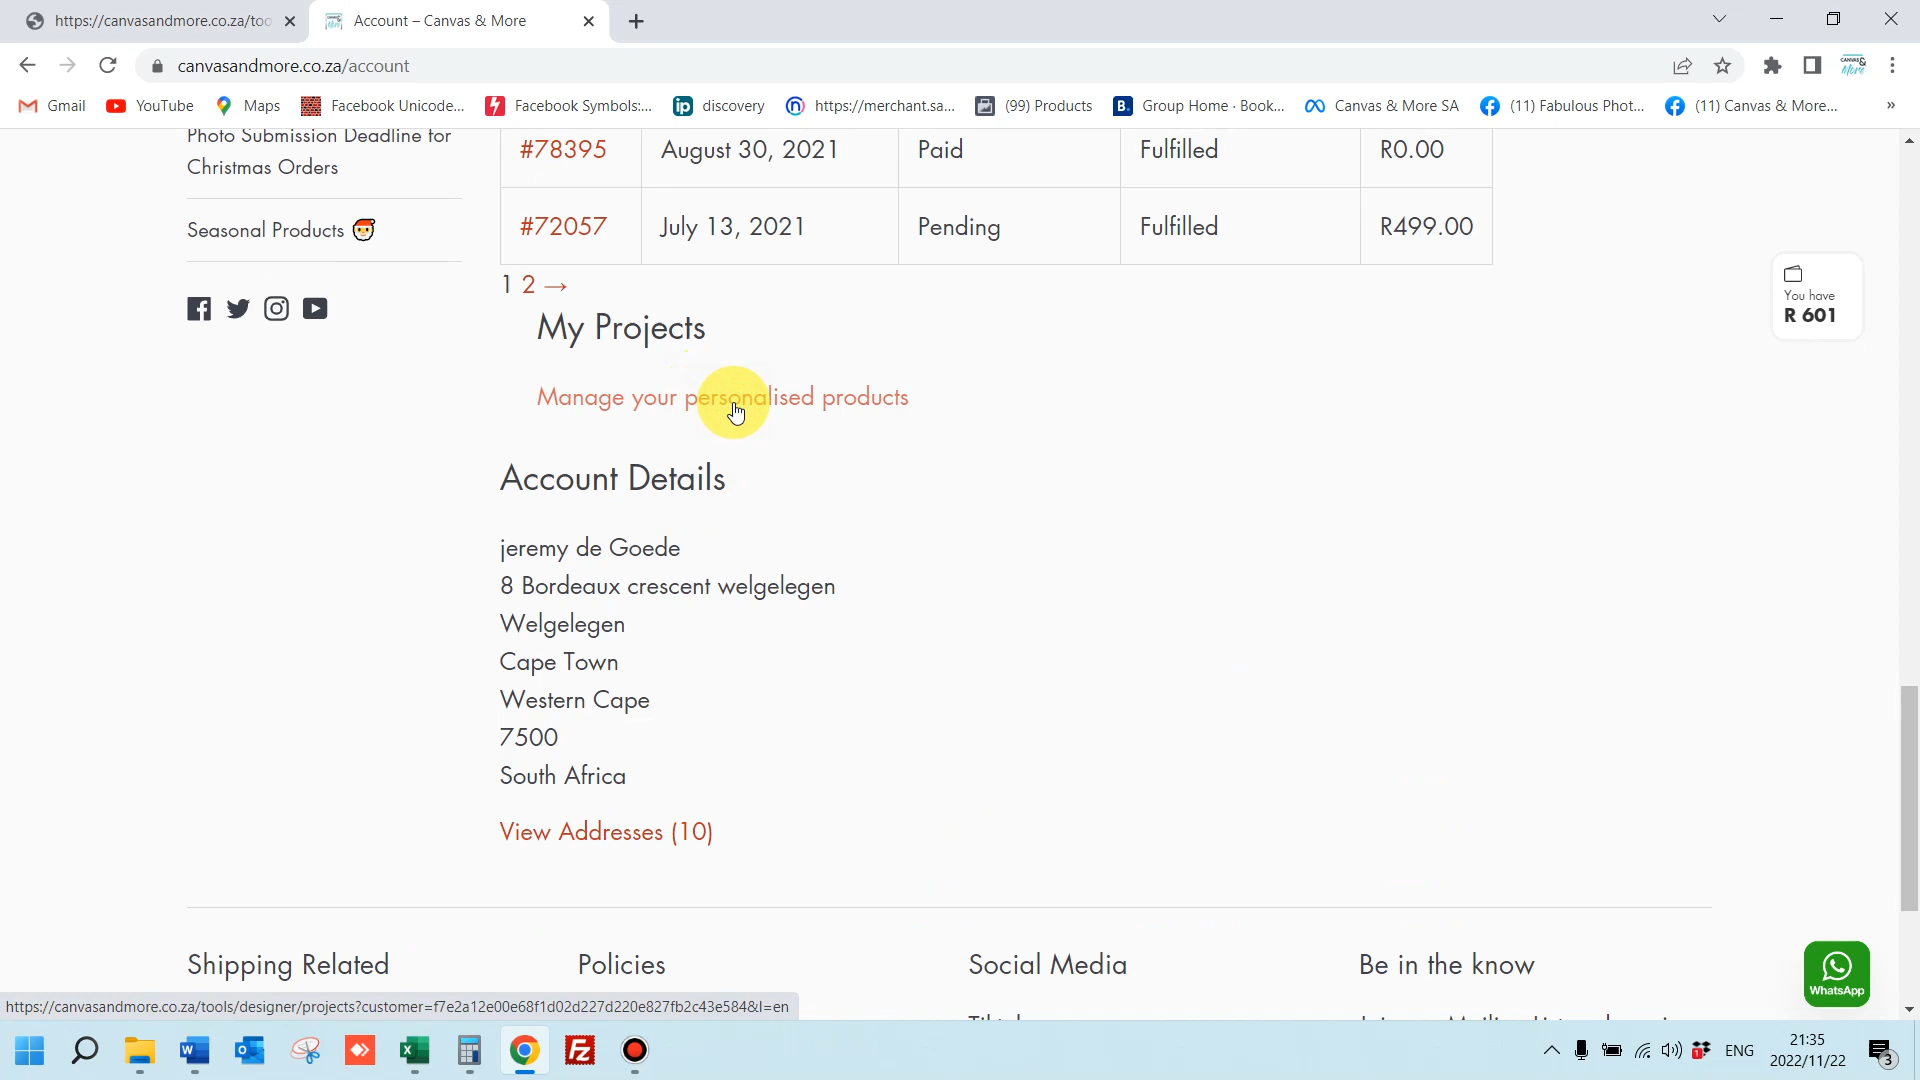 https://canvasandmore.co.za/too
Account – Canvas & More
canvasandmore.co.za/account
CANVAS& More
Gmail
YouTube
Maps
Facebook Unicode...
Facebook Symbols:...
discovery
https://merchant.sa...
(99) Products
Group Home · Book...
Canvas & More SA
(11) Fabulous Phot...
(11) Canvas & More...
»
Photo Submission Deadline for
Christmas Orders
Seasonal Products
#78395 August 30, 2021 Paid Fulfilled R0.00
#72057 July 13, 2021 Pending Fulfilled R499.00
1 2 →
You have
R 601
My Projects
Manage your personalised products
Account Details
jeremy de Goede
8 Bordeaux crescent welgelegen
Welgelegen
Cape Town
Western Cape
7500
South Africa
View Addresses (10)
Shipping Related
Policies
Social Media
Be in the know
WhatsApp
https://canvasandmore.co.za/tools/designer/projects?customer=f7e2a12e00e68f1d02d227d220e827fb2c43e584&l=en
ENG
21:35
2022/11/22
3